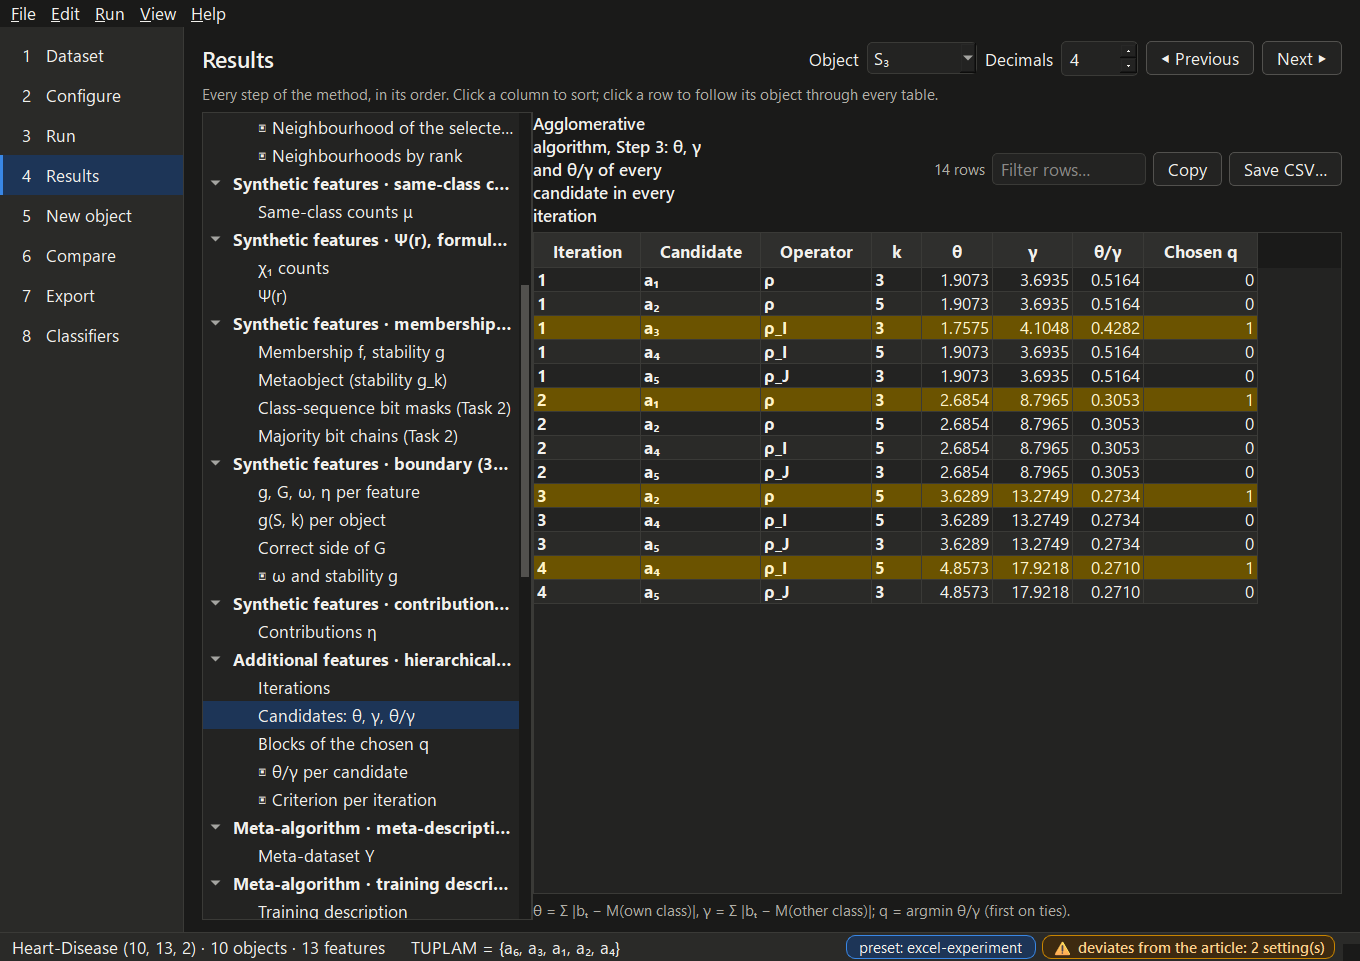 File Edit Run View Help
1 Dataset
2 Configure
3 Run
4 Results
5 New object
6 Compare
7 Export
8 Classifiers
Results
Object S₃ Decimals 4 Previous Next
Every step of the method, in its order. Click a column to sort; click a row to follow its object through every table.
Neighbourhood of the selecte...
Neighbourhoods by rank
Synthetic features · same-class c...
Same-class counts μ
Synthetic features · Ψ(r), formul...
χ₁ counts
Ψ(r)
Synthetic features · membership...
Membership f, stability g
Metaobject (stability g_k)
Class-sequence bit masks (Task 2)
Majority bit chains (Task 2)
Synthetic features · boundary (3...
g, G, ω, η per feature
g(S, k) per object
Correct side of G
ω and stability g
Synthetic features · contribution...
Contributions η
Additional features · hierarchical...
Iterations
Candidates: θ, γ, θ/γ
Blocks of the chosen q
θ/γ per candidate
Criterion per iteration
Meta-algorithm · meta-descripti...
Meta-dataset Y
Meta-algorithm · training descri...
Training description
Agglomerative
algorithm, Step 3: θ, γ
and θ/γ of every
candidate in every
iteration
14 rows Filter rows... Copy Save CSV...
Iteration Candidate Operator k θ γ θ/γ Chosen q
1 a₁ ρ 3 1.9073 3.6935 0.5164 0
1 a₂ ρ 5 1.9073 3.6935 0.5164 0
1 a₃ ρ_I 3 1.7575 4.1048 0.4282 1
1 a₄ ρ_I 5 1.9073 3.6935 0.5164 0
1 a₅ ρ_J 3 1.9073 3.6935 0.5164 0
2 a₁ ρ 3 2.6854 8.7965 0.3053 1
2 a₂ ρ 5 2.6854 8.7965 0.3053 0
2 a₄ ρ_I 5 2.6854 8.7965 0.3053 0
2 a₅ ρ_J 3 2.6854 8.7965 0.3053 0
3 a₂ ρ 5 3.6289 13.2749 0.2734 1
3 a₄ ρ_I 5 3.6289 13.2749 0.2734 0
3 a₅ ρ_J 3 3.6289 13.2749 0.2734 0
4 a₄ ρ_I 5 4.8573 17.9218 0.2710 1
4 a₅ ρ_J 3 4.8573 17.9218 0.2710 0
θ = Σ |bₜ − M(own class)|, γ = Σ |bₜ − M(other class)|; q = argmin θ/γ (first on ties).
Heart-Disease (10, 13, 2) · 10 objects · 13 features TUPLAM = {a₆, a₃, a₁, a₂, a₄} preset: excel-experiment deviates from the article: 2 setting(s)